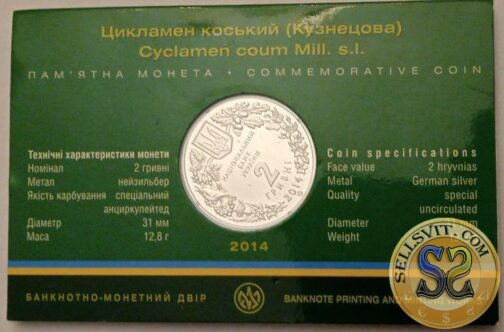 Цикламен коський (Кузнецова)
Cyclamen coum Mill. s.l.
ПАМ'ЯТНА МОНЕТА • COMMEMORATIVE COIN
Технічні характеристики монети
Номінал 2 гривні
Метал нейзильбер
Якість карбування спеціальний
анциркулейтед
Діаметр 31 мм
Маса 12,8 г
НАЦІОНАЛЬНИЙ
БАНК
УКРАЇНИ
2
ГРИВНІ
2014
Coin specifications
Face value 2 hryvnias
Metal German silver
Quality special
uncirculated
Diameter
Weight
2014
БАНКНОТНО-МОНЕТНИЙ ДВІР
BANKNOTE PRINTING AND
SELLSVIT.COM